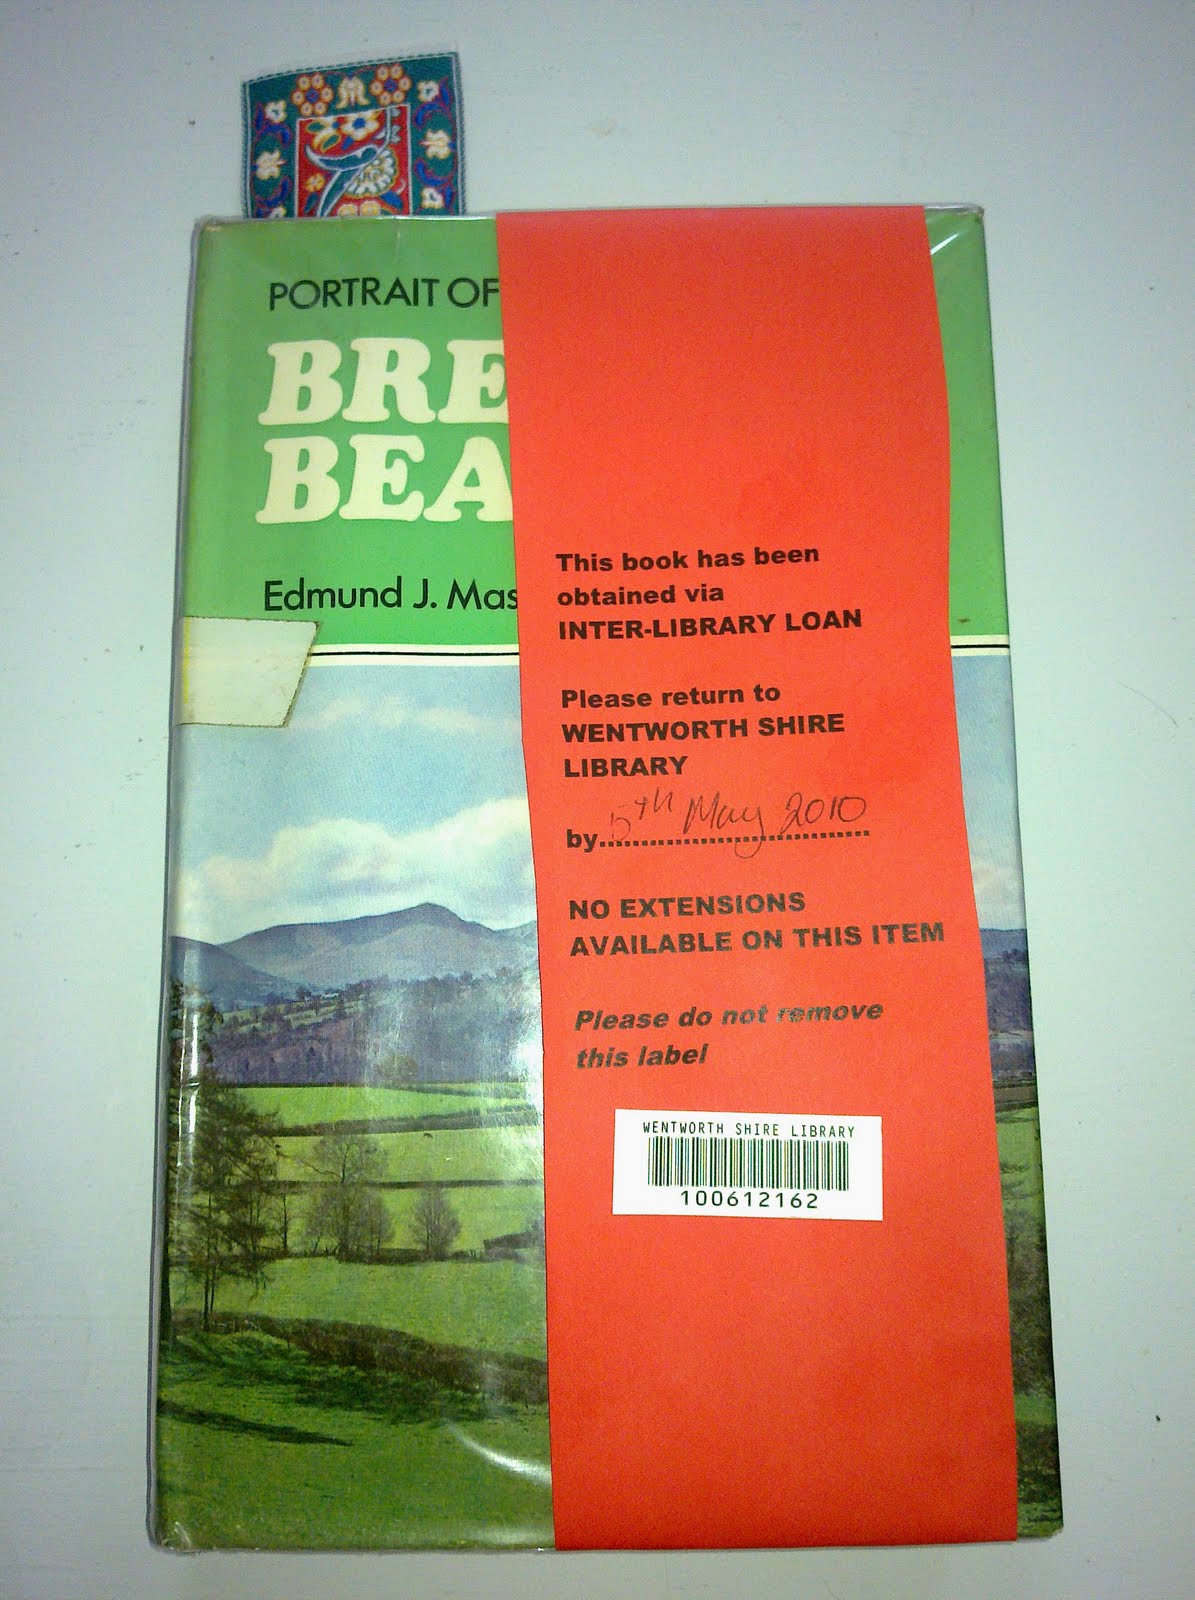 PORTRAIT OF
BRE
BEA
Edmund J. Mas
This book has been
obtained via
INTER-LIBRARY LOAN
Please return to
WENTWORTH SHIRE
LIBRARY
by 5th May 2010
NO EXTENSIONS
AVAILABLE ON THIS ITEM
Please do not remove
this label
WENTWORTH SHIRE LIBRARY
100612162